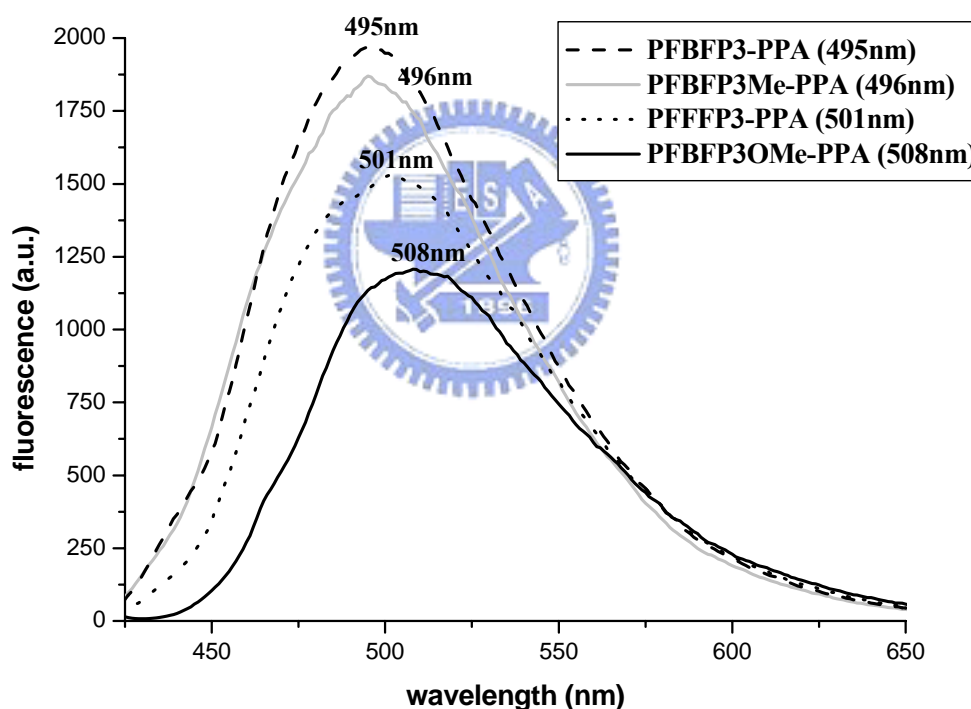 495nm
496nm
501nm
508nm
PFBFP3-PPA (495nm)
PFBFP3Me-PPA (496nm)
PFFFP3-PPA (501nm)
PFBFP3OMe-PPA (508nm)
fluorescence (a.u.)
2000
1750
1500
1250
1000
750
500
250
0
E S
A
1896
450
500
550
600
650
wavelength (nm)